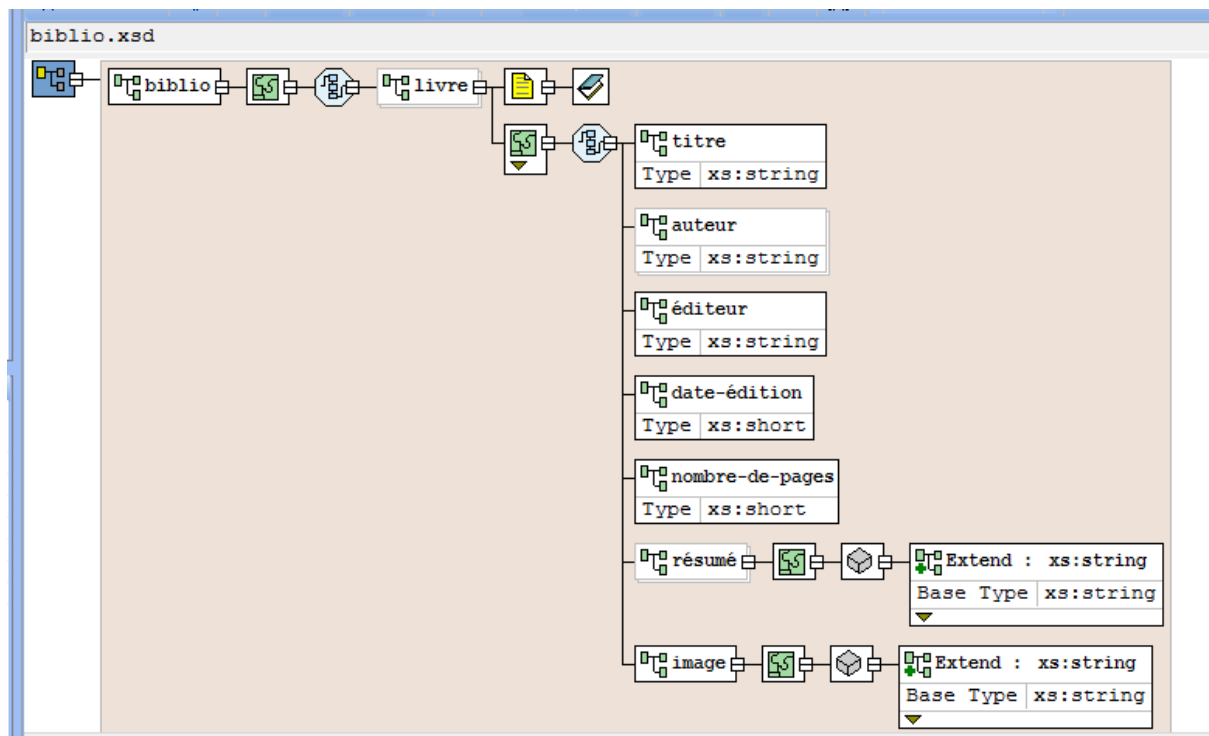 biblio.xsd
biblio
livre
titre
Type xs:string
auteur
Type xs:string
éditeur
Type xs:string
date-édition
Type xs:short
nombre-de-pages
Type xs:short
résumé
Extend : xs:string
Base Type xs:string
image
Extend : xs:string
Base Type xs:string